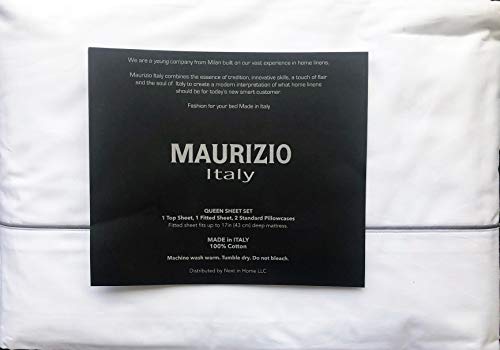 We are a young company from Milan built on our vast experience in home linens.
Maurizio Italy combines the essence of tradition, innovative skills, a touch of flair
and the soul of Italy to create a modern interpretation of what home linens
should be for today's new smart customer.
Fashion for your bed Made in Italy
MAURIZIO
Italy
QUEEN SHEET SET
1 Top Sheet, 1 Fitted Sheet, 2 Standard Pillowcases
Fitted sheet fits up to 17in (43 cm) deep mattress.
MADE in ITALY
100% Cotton
Machine wash warm. Tumble dry. Do not bleach.
Distributed by Next in Home LLC